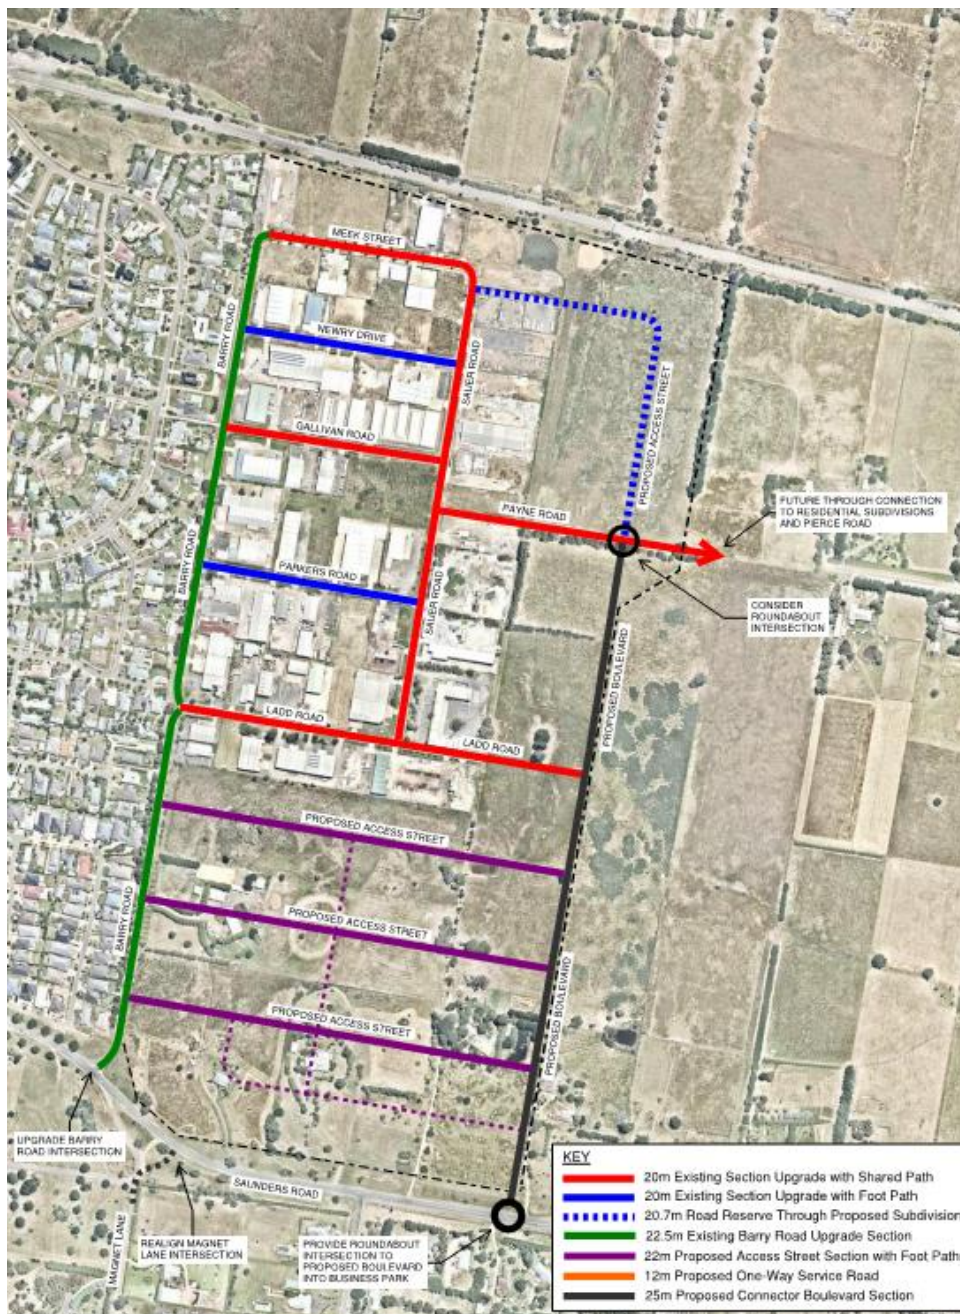 MEEK STREET
BARRY ROAD
NEWRY DRIVE
SAUER ROAD
GALLIVAN ROAD
PROPOSED ACCESS STREET
PAYNE ROAD
FUTURE THROUGH CONNECTION
TO RESIDENTIAL SUBDIVISIONS
AND PIERCE ROAD
BARRY ROAD
PARKERS ROAD
SAUER ROAD
CONSIDER
ROUNDABOUT
INTERSECTION
PROPOSED BOULEVARD
LADD ROAD
LADD ROAD
PROPOSED ACCESS STREET
BARRY ROAD
PROPOSED ACCESS STREET
PROPOSED BOULEVARD
PROPOSED ACCESS STREET
UPGRADE BARRY
ROAD INTERSECTION
SAUNDERS ROAD
MAGNET LANE
REALIGN MAGNET
LANE INTERSECTION
PROVIDE ROUNDABOUT
INTERSECTION TO
PROPOSED BOULEVARD
INTO BUSINESS PARK
KEY
20m Existing Section Upgrade with Shared Path
20m Existing Section Upgrade with Foot Path
20.7m Road Reserve Through Proposed Subdivision
22.5m Existing Barry Road Upgrade Section
22m Proposed Access Street Section with Foot Path
12m Proposed One-Way Service Road
25m Proposed Connector Boulevard Section